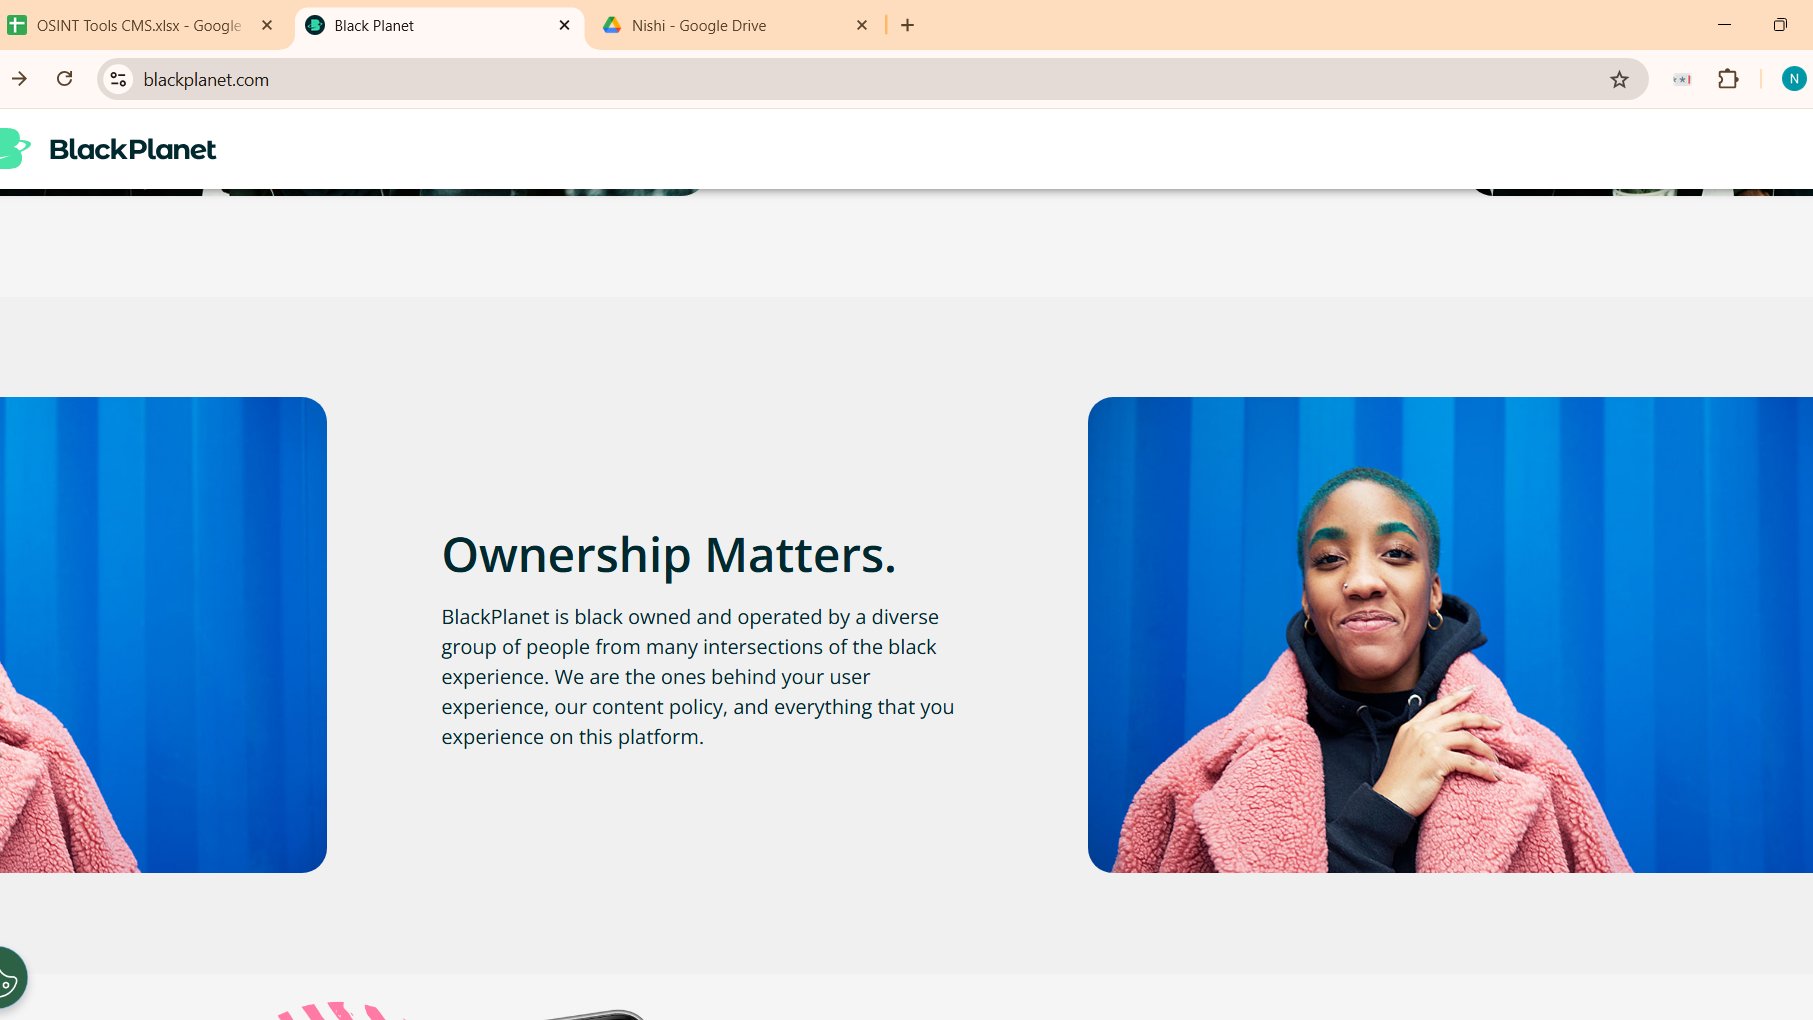 OSINT Tools CMS.xlsx - Google
Black Planet
Nishi - Google Drive
blackplanet.com
N
BlackPlanet
Ownership Matters.
BlackPlanet is black owned and operated by a diverse
group of people from many intersections of the black
experience. We are the ones behind your user
experience, our content policy, and everything that you
experience on this platform.